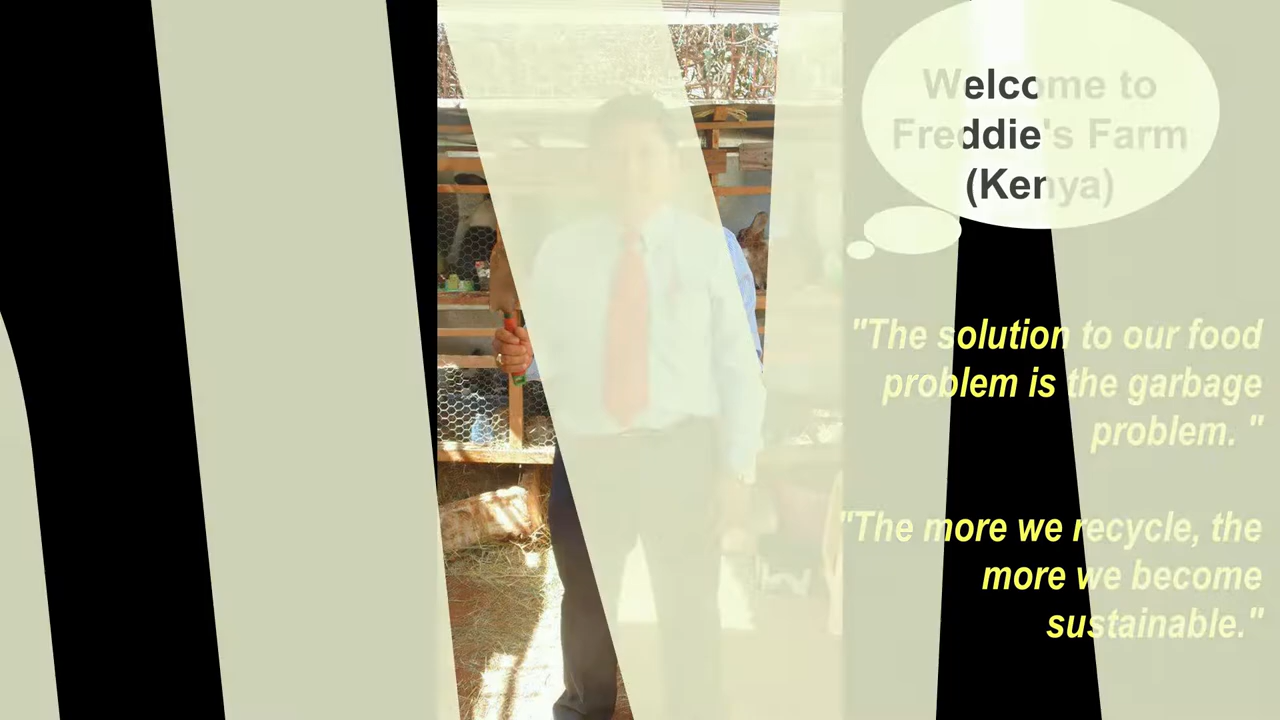 Welcome to
Freddie's Farm
(Kenya)
"The solution to our food
problem is the garbage
problem. "
"The more we recycle, the
more we become
sustainable."